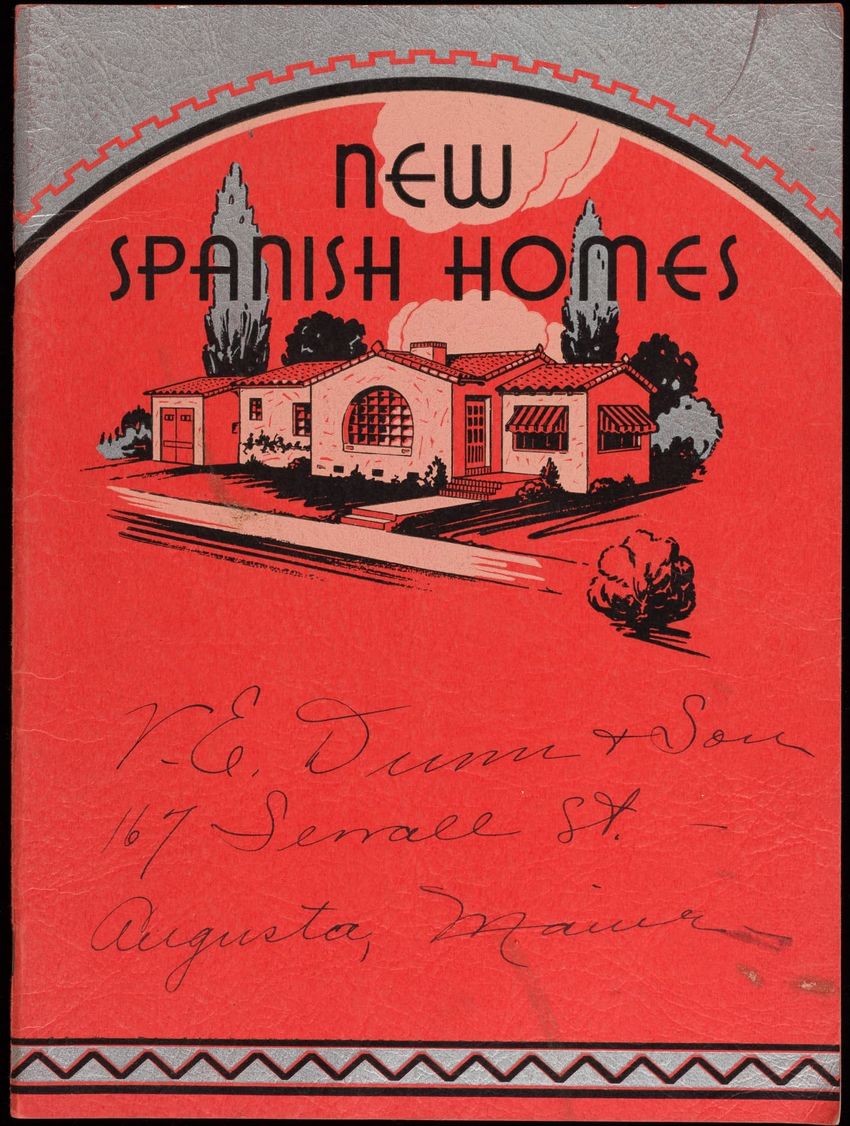 NEW
SPANISH HOMES
V.E. Dunn & Son
167 Sewall St. –
Augusta, Maine